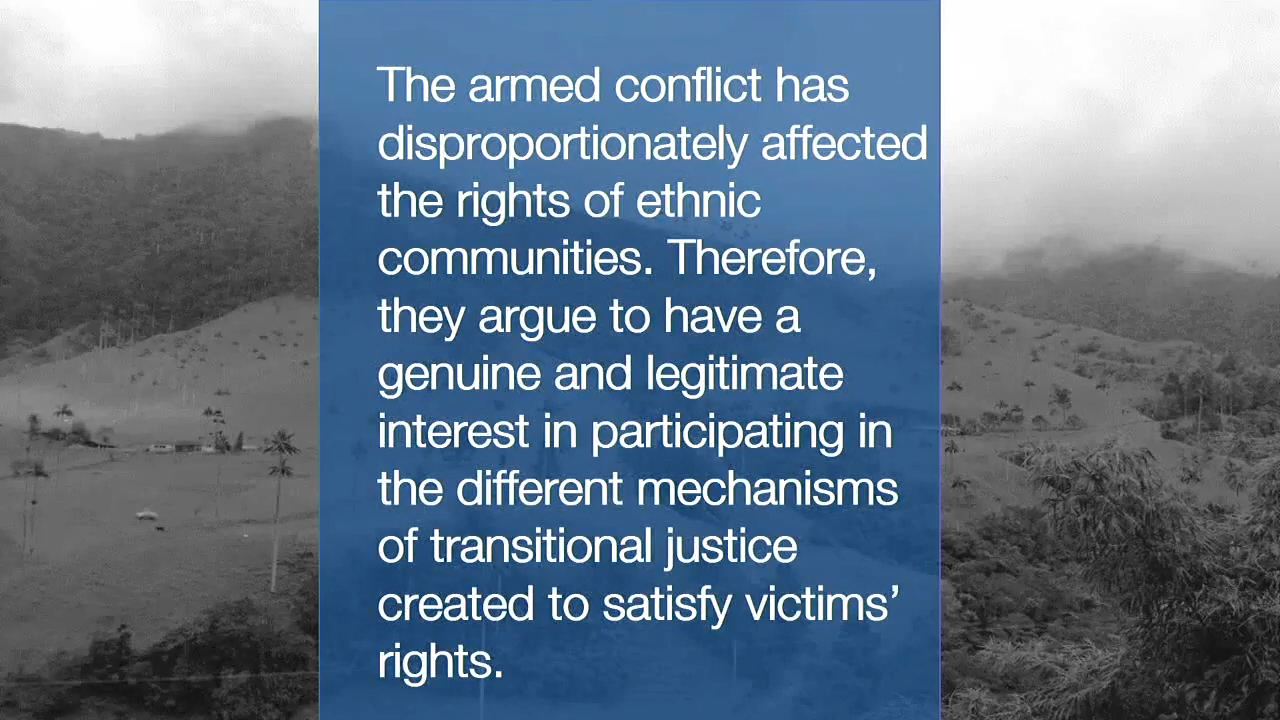 The armed conflict has
disproportionately affected
the rights of ethnic
communities. Therefore,
they argue to have a
genuine and legitimate
interest in participating in
the different mechanisms
of transitional justice
created to satisfy victims’
rights.